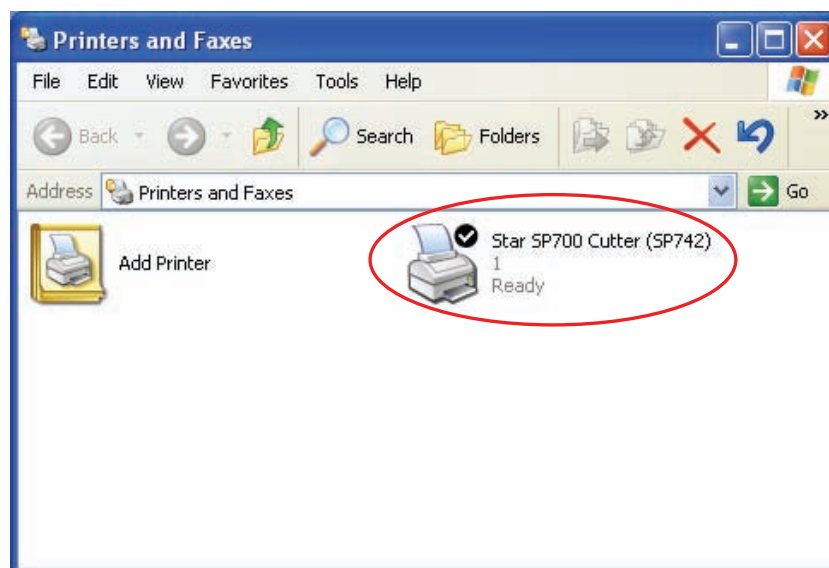 Printers and Faxes
File Edit View Favorites Tools Help
Back Search Folders »
Address Printers and Faxes Go
Add Printer
Star SP700 Cutter (SP742)
1
Ready